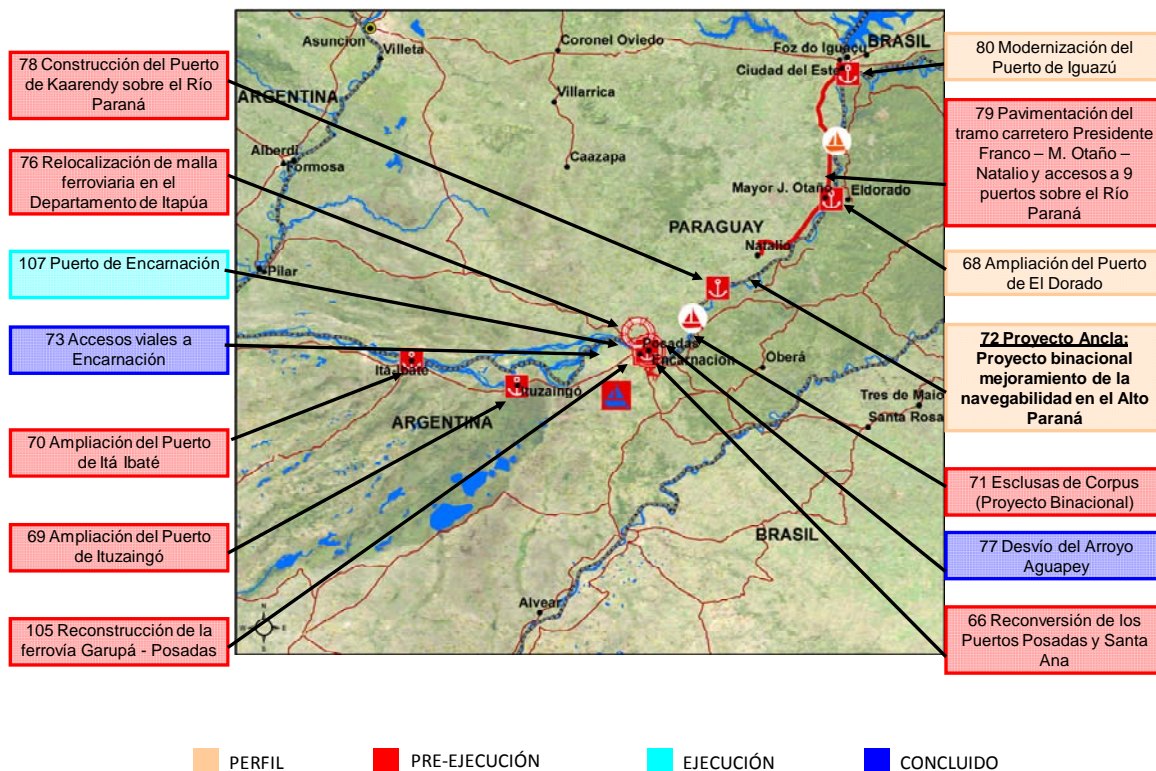 78 Construcción del Puerto
de Kaarendy sobre el Río
Paraná
76 Relocalización de malla
ferroviaria en el
Departamento de Itapúa
107 Puerto de Encarnación
73 Accesos viales a
Encarnación
70 Ampliación del Puerto
de Itá Ibaté
69 Ampliación del Puerto
de Ituzaingó
105 Reconstrucción de la
ferrovía Garupá - Posadas
Asuncion
Villeta
Coronel Oviedo
Foz do Iguaçu
BRASIL
Ciudad del Este
ARGENTINA
Villarrica
Alberdi
Formosa
Caazapa
Mayor J. Otaño
Eldorado
PARAGUAY
Natalio
Pilar
Posadas
Encarnación
Oberá
Itá-Ibaté
Ituzaingó
Tres de Maio
Santa Rosa
ARGENTINA
BRASIL
Alvear
N
80 Modernización del
Puerto de Iguazú
79 Pavimentación del
tramo carretero Presidente
Franco – M. Otaño –
Natalio y accesos a 9
puertos sobre el Río
Paraná
68 Ampliación del Puerto
de El Dorado
72 Proyecto Ancla:
Proyecto binacional
mejoramiento de la
navegabilidad en el Alto
Paraná
71 Esclusas de Corpus
(Proyecto Binacional)
77 Desvío del Arroyo
Aguapey
66 Reconversión de los
Puertos Posadas y Santa
Ana
PERFIL
PRE-EJECUCIÓN
EJECUCIÓN
CONCLUIDO